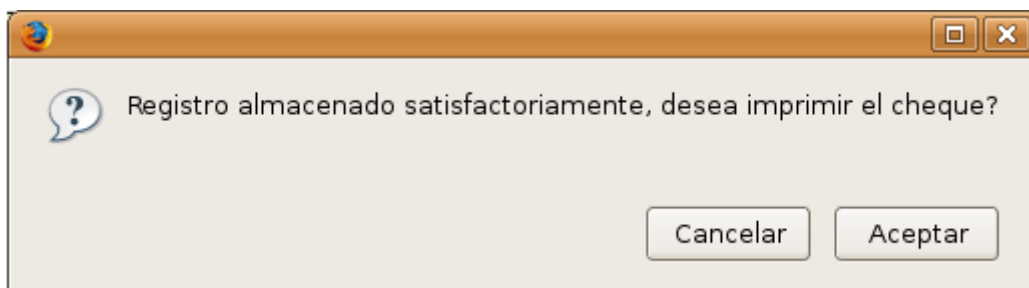 Registro almacenado satisfactoriamente, desea imprimir el cheque?
Cancelar Aceptar